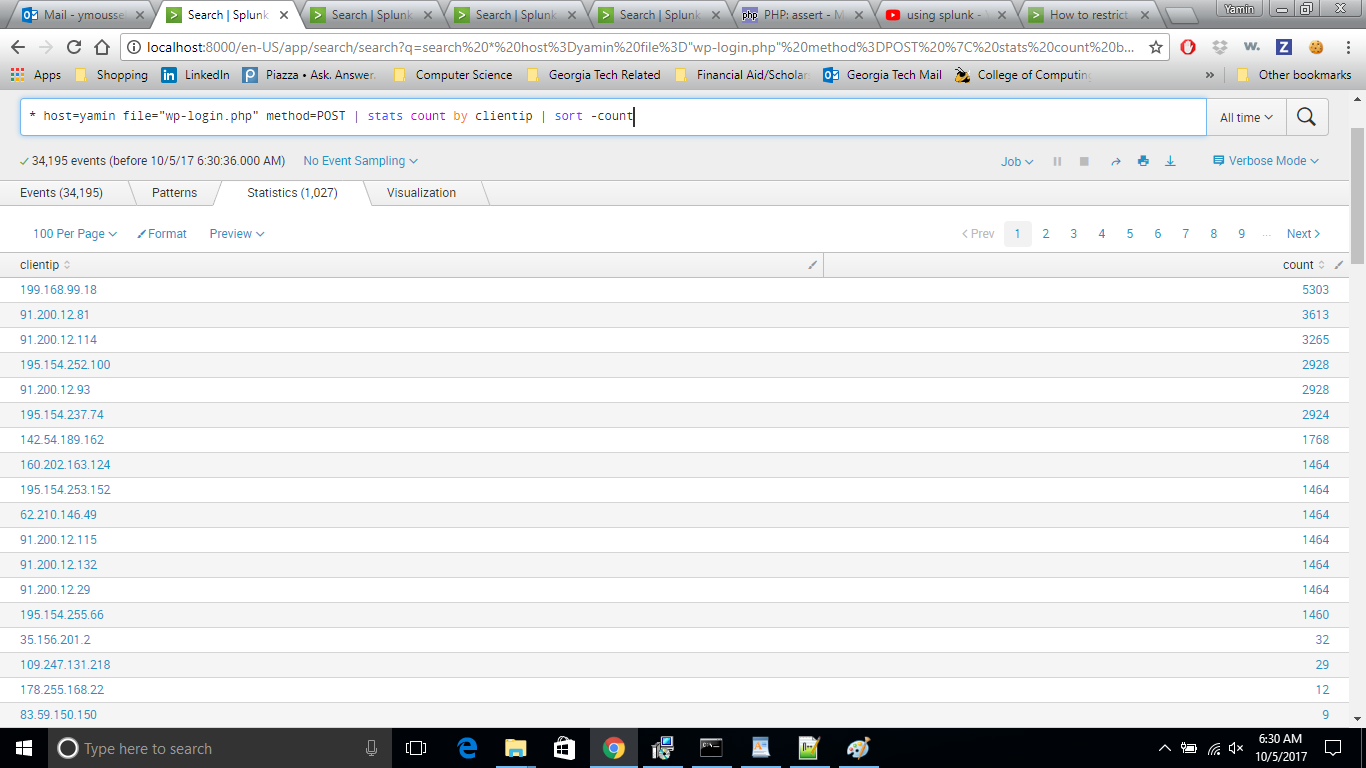 Mail - ymousse Search | Splunk Search | Splunk Search | Splunk Search | Splunk PHP: assert - M using splunk - Y How to restrict Yamin
localhost:8000/en-US/app/search/search?q=search%20*%20host%3Dyamin%20file%3D"wp-login.php"%20method%3DPOST%20%7C%20stats%20count%20b...
Apps Shopping LinkedIn Piazza • Ask. Answer. Computer Science Georgia Tech Related Financial Aid/Scholar Georgia Tech Mail College of Computin » Other bookmarks
* host=yamin file="wp-login.php" method=POST | stats count by clientip | sort -count All time
34,195 events (before 10/5/17 6:30:36.000 AM) No Event Sampling Job Verbose Mode
Events (34,195) Patterns Statistics (1,027) Visualization
100 Per Page Format Preview < Prev 1 2 3 4 5 6 7 8 9 ... Next >
clientip count
199.168.99.18 5303
91.200.12.81 3613
91.200.12.114 3265
195.154.252.100 2928
91.200.12.93 2928
195.154.237.74 2924
142.54.189.162 1768
160.202.163.124 1464
195.154.253.152 1464
62.210.146.49 1464
91.200.12.115 1464
91.200.12.132 1464
91.200.12.29 1464
195.154.255.66 1460
35.156.201.2 32
109.247.131.218 29
178.255.168.22 12
83.59.150.150 9
Type here to search 6:30 AM
10/5/2017